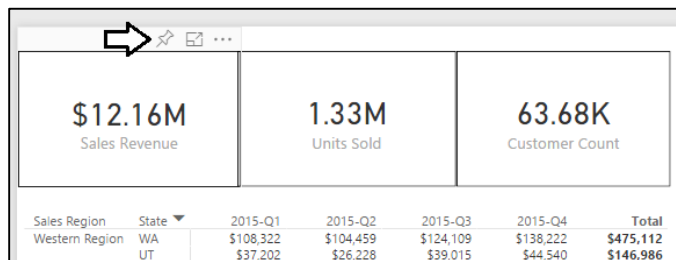 $12.16M 1.33M 63.68K
Sales Revenue Units Sold Customer Count
Sales Region State 2015-Q1 2015-Q2 2015-Q3 2015-Q4 Total
Western Region WA $108,322 $104,459 $124,109 $138,222 $475,112
UT $37,202 $26,228 $39,015 $44,540 $146,986